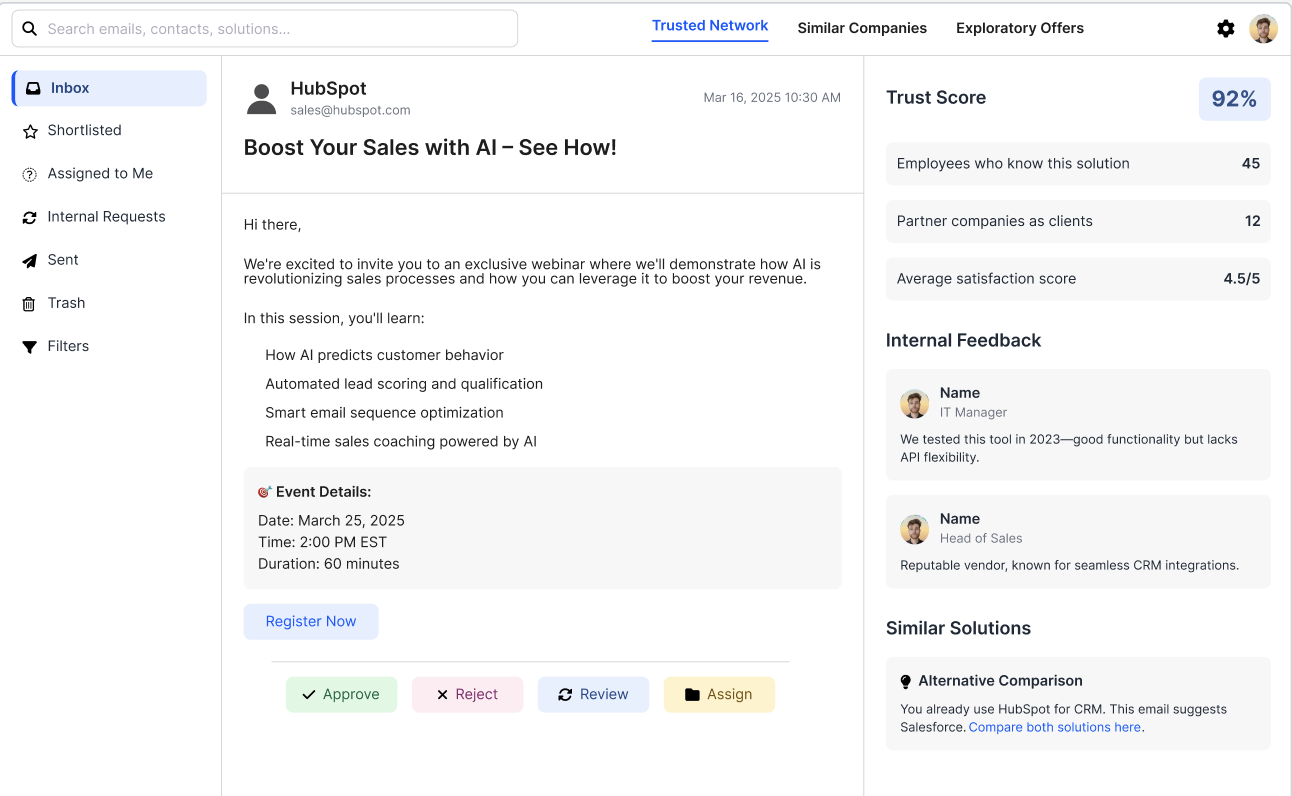 Search emails, contacts, solutions...
Trusted Network
Similar Companies
Exploratory Offers
Inbox
Shortlisted
Assigned to Me
Internal Requests
Sent
Trash
Filters
HubSpot
sales@hubspot.com
Mar 16, 2025 10:30 AM
Boost Your Sales with AI – See How!
Hi there,
We're excited to invite you to an exclusive webinar where we'll demonstrate how AI is
revolutionizing sales processes and how you can leverage it to boost your revenue.
In this session, you'll learn:
How AI predicts customer behavior
Automated lead scoring and qualification
Smart email sequence optimization
Real-time sales coaching powered by AI
🎯 Event Details:
Date: March 25, 2025
Time: 2:00 PM EST
Duration: 60 minutes
Register Now
Approve
Reject
Review
Assign
Trust Score
92%
Employees who know this solution 45
Partner companies as clients 12
Average satisfaction score 4.5/5
Internal Feedback
Name
IT Manager
We tested this tool in 2023—good functionality but lacks
API flexibility.
Name
Head of Sales
Reputable vendor, known for seamless CRM integrations.
Similar Solutions
Alternative Comparison
You already use HubSpot for CRM. This email suggests
Salesforce. Compare both solutions here.